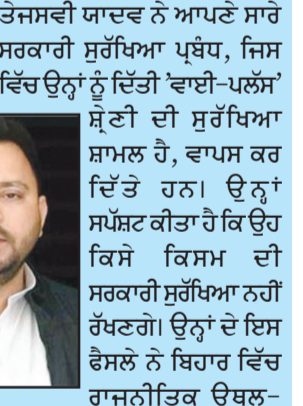 ਤੇਜਸਵੀ ਯਾਦਵ ਨੇ ਆਪਣੇ ਸਾਰੇ
ਸਰਕਾਰੀ ਸੁਰੱਖਿਆ ਪ੍ਰਬੰਧ, ਜਿਸ
ਵਿੱਚ ਉਨ੍ਹਾਂ ਨੂੰ ਦਿੱਤੀ 'ਵਾਈ-ਪਲੱਸ'
ਸ਼੍ਰੇਣੀ ਦੀ ਸੁਰੱਖਿਆ
ਸ਼ਾਮਲ ਹੈ, ਵਾਪਸ ਕਰ
ਦਿੱਤੇ ਹਨ। ਉਨ੍ਹਾਂ
ਸਪੱਸ਼ਟ ਕੀਤਾ ਹੈ ਕਿ ਉਹ
ਕਿਸੇ ਕਿਸਮ ਦੀ
ਸਰਕਾਰੀ ਸੁਰੱਖਿਆ ਨਹੀਂ
ਰੱਖਣਗੇ। ਉਨ੍ਹਾਂ ਦੇ ਇਸ
ਫੈਸਲੇ ਨੇ ਬਿਹਾਰ ਵਿੱਚ
ਰਾਜਨੀਤਿਕ ਉਥਲ-